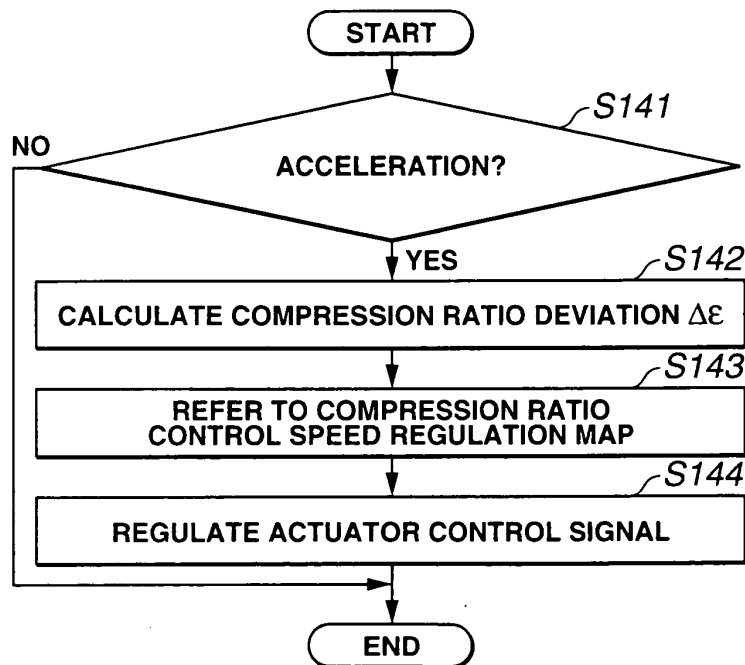 START
S141
NO
ACCELERATION?
YES
S142
CALCULATE COMPRESSION RATIO DEVIATION Δε
S143
REFER TO COMPRESSION RATIO
CONTROL SPEED REGULATION MAP
S144
REGULATE ACTUATOR CONTROL SIGNAL
END